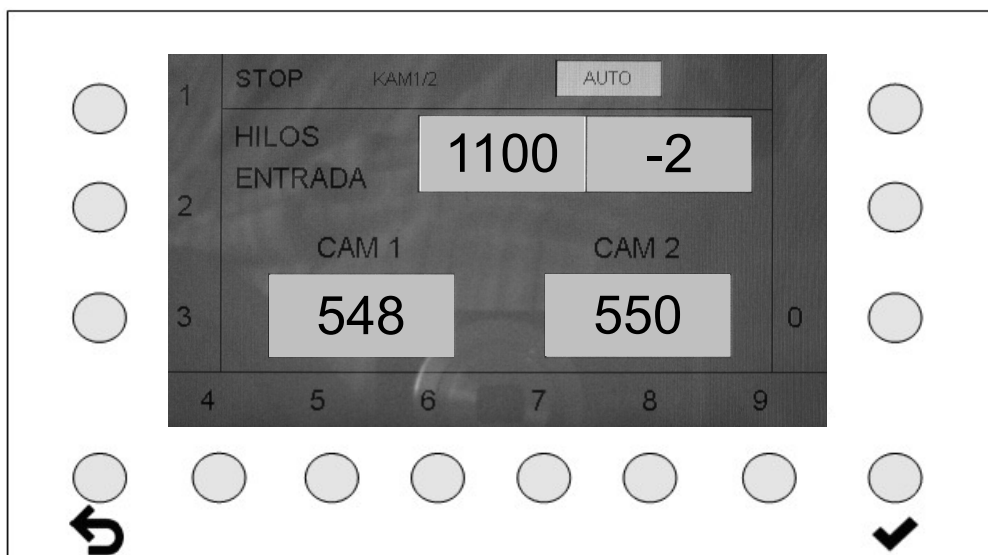 1 STOP KAM1/2 AUTO
HILOS
ENTRADA
1100 -2
2
CAM 1 CAM 2
3 548 550 0
4 5 6 7 8 9